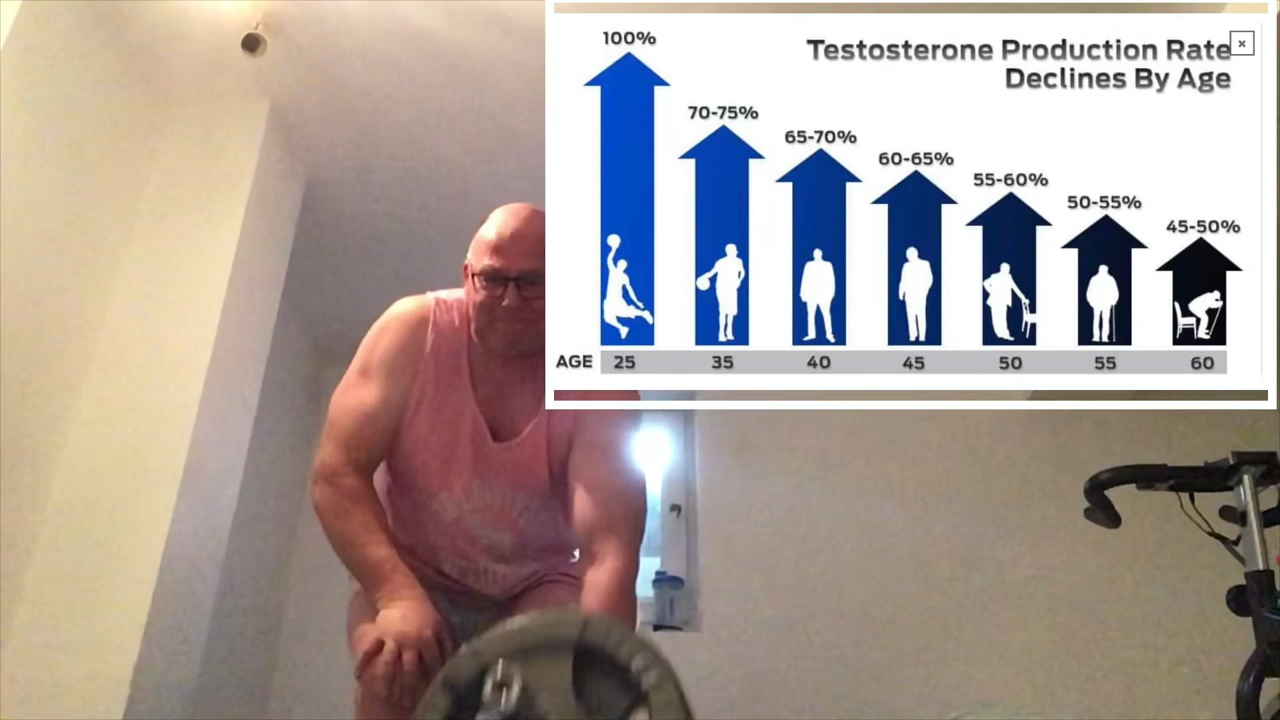 Testosterone Production Rate
Declines By Age
100%
70-75%
65-70%
60-65%
55-60%
50-55%
45-50%
AGE 25 35 40 45 50 55 60